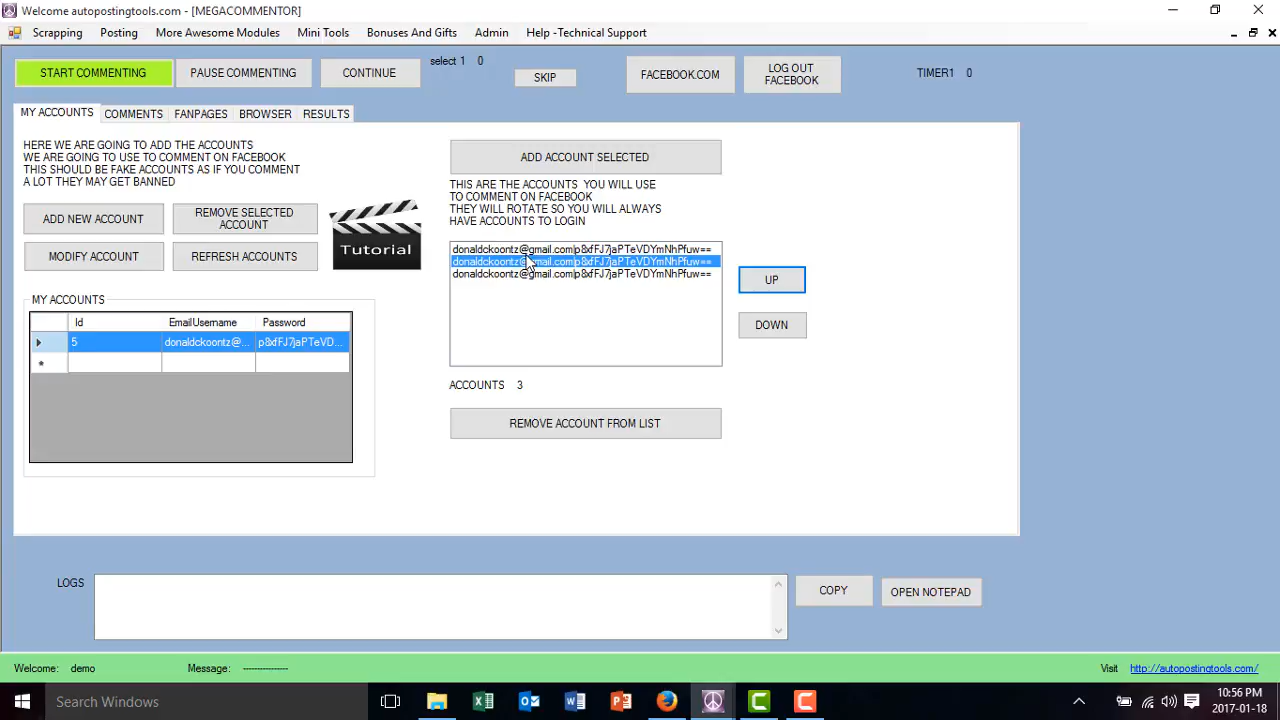 Welcome autopostingtools.com - [MEGACOMMENTOR]
Scrapping Posting More Awesome Modules Mini Tools Bonuses And Gifts Admin Help -Technical Support
START COMMENTING PAUSE COMMENTING CONTINUE select 1 0 SKIP FACEBOOK.COM LOG OUT FACEBOOK TIMER1 0
MY ACCOUNTS COMMENTS FANPAGES BROWSER RESULTS
HERE WE ARE GOING TO ADD THE ACCOUNTS
WE ARE GOING TO USE TO COMMENT ON FACEBOOK
THIS SHOULD BE FAKE ACCOUNTS AS IF YOU COMMENT
A LOT THEY MAY GET BANNED
ADD NEW ACCOUNT REMOVE SELECTED ACCOUNT
MODIFY ACCOUNT REFRESH ACCOUNTS
Tutorial
MY ACCOUNTS
Id EmailUsername Password
5 donaldckoontz@... p8xfFJ7jaPTeVD...
*
ADD ACCOUNT SELECTED
THIS ARE THE ACCOUNTS YOU WILL USE
TO COMMENT ON FACEBOOK
THEY WILL ROTATE SO YOU WILL ALWAYS
HAVE ACCOUNTS TO LOGIN
donaldckoontz@gmail.com|p8xfFJ7jaPTeVDYmNhPfuw==
donaldckoontz@gmail.com|p8xfFJ7jaPTeVDYmNhPfuw==
donaldckoontz@gmail.com|p8xfFJ7jaPTeVDYmNhPfuw==
UP
DOWN
ACCOUNTS 3
REMOVE ACCOUNT FROM LIST
LOGS
COPY OPEN NOTEPAD
Welcome: demo Message: --------------- Visit http://autopostingtools.com/
Search Windows
10:56 PM
2017-01-18